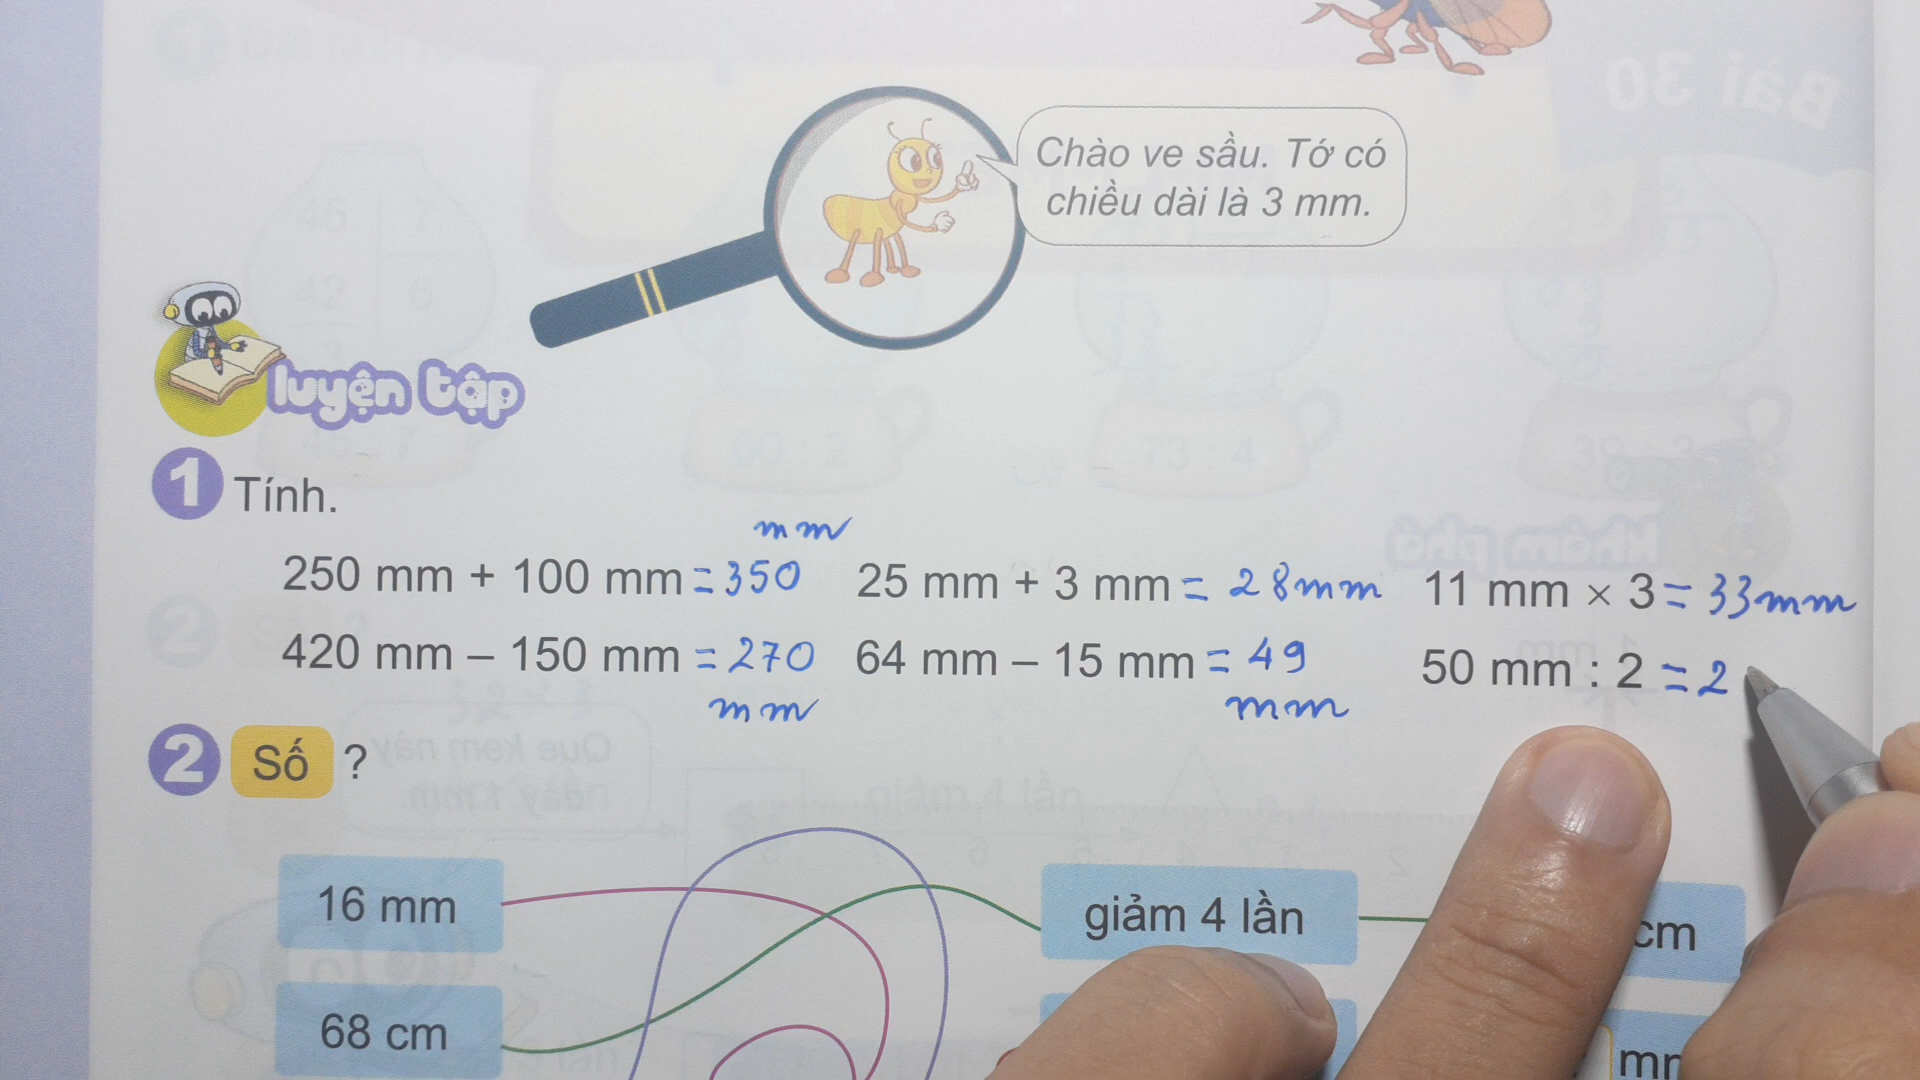 Chào ve sầu. Tớ có
chiều dài là 3 mm.
luyện tập
1 Tính.
250 mm + 100 mm = 350 mm
25 mm + 3 mm = 28 mm
11 mm × 3 = 33 mm
420 mm – 150 mm = 270 mm
64 mm – 15 mm = 49 mm
50 mm : 2 = 2
2 Số ?
16 mm
giảm 4 lần
cm
68 cm